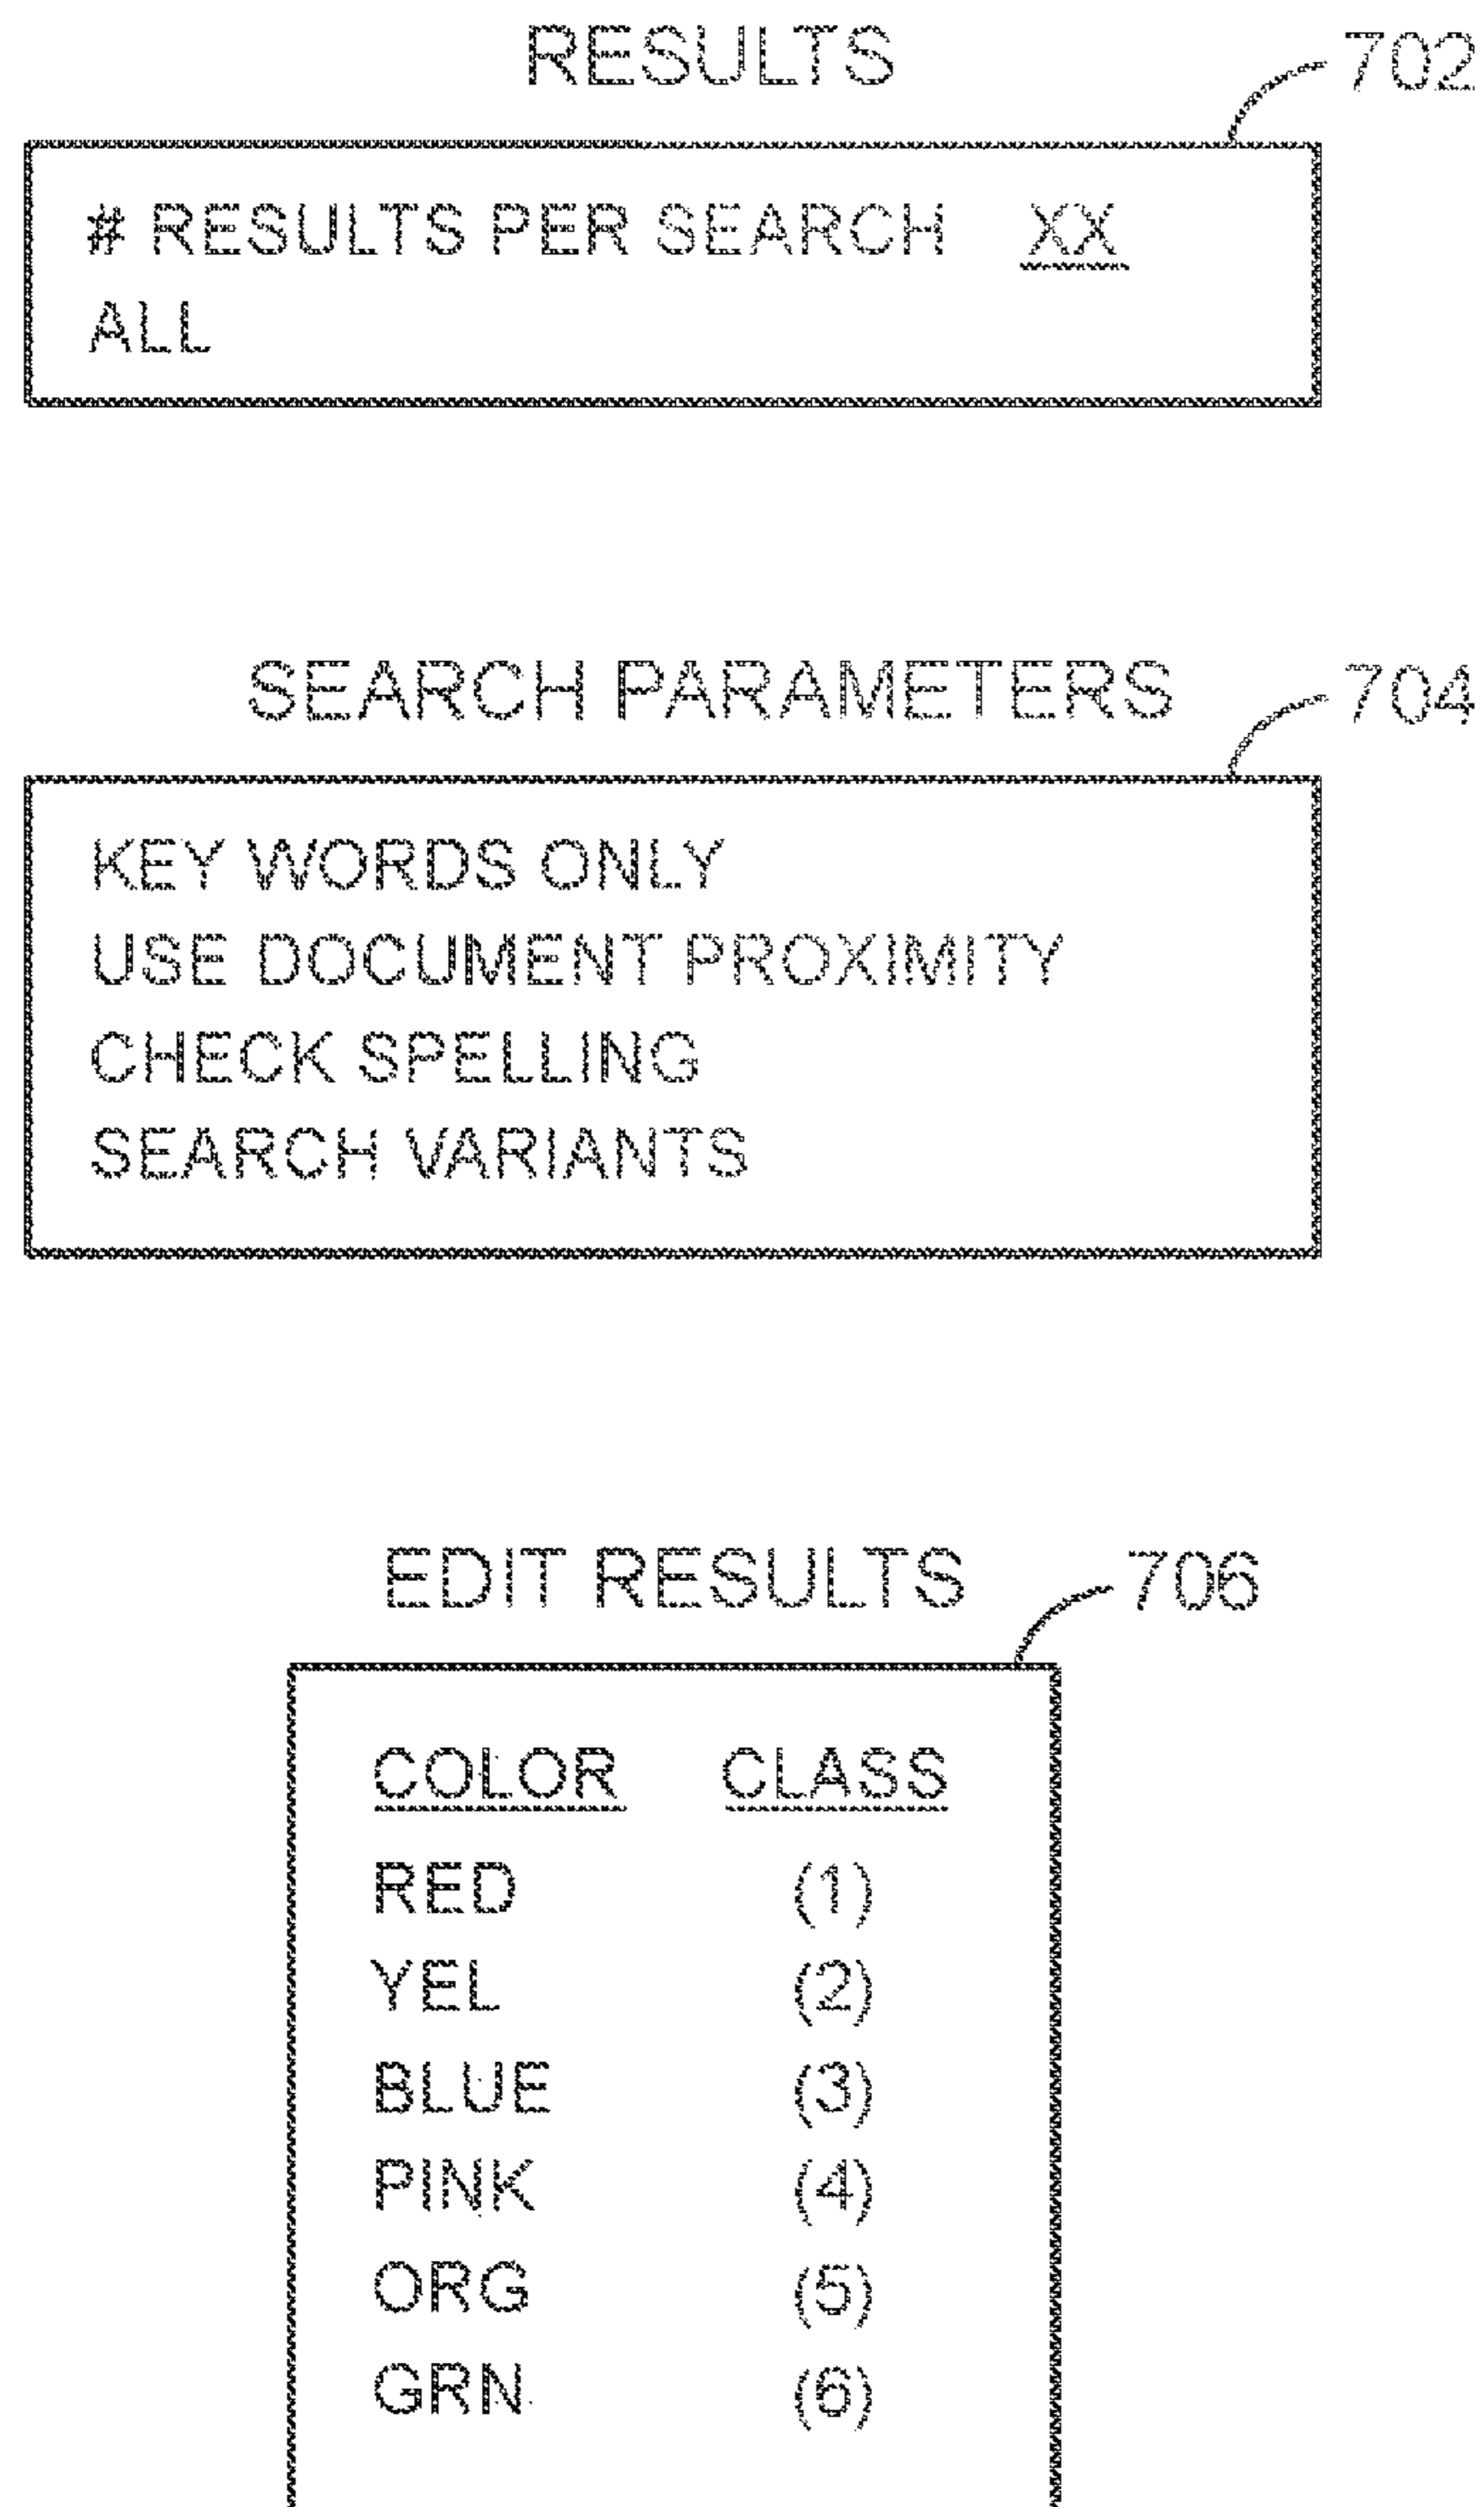 RESULTS
702
# RESULTS PER SEARCH XX
ALL
SEARCH PARAMETERS
704
KEY WORDS ONLY
USE DOCUMENT PROXIMITY
CHECK SPELLING
SEARCH VARIANTS
EDIT RESULTS
706
COLOR CLASS
RED (1)
YEL (2)
BLUE (3)
PINK (4)
ORG (5)
GRN (6)